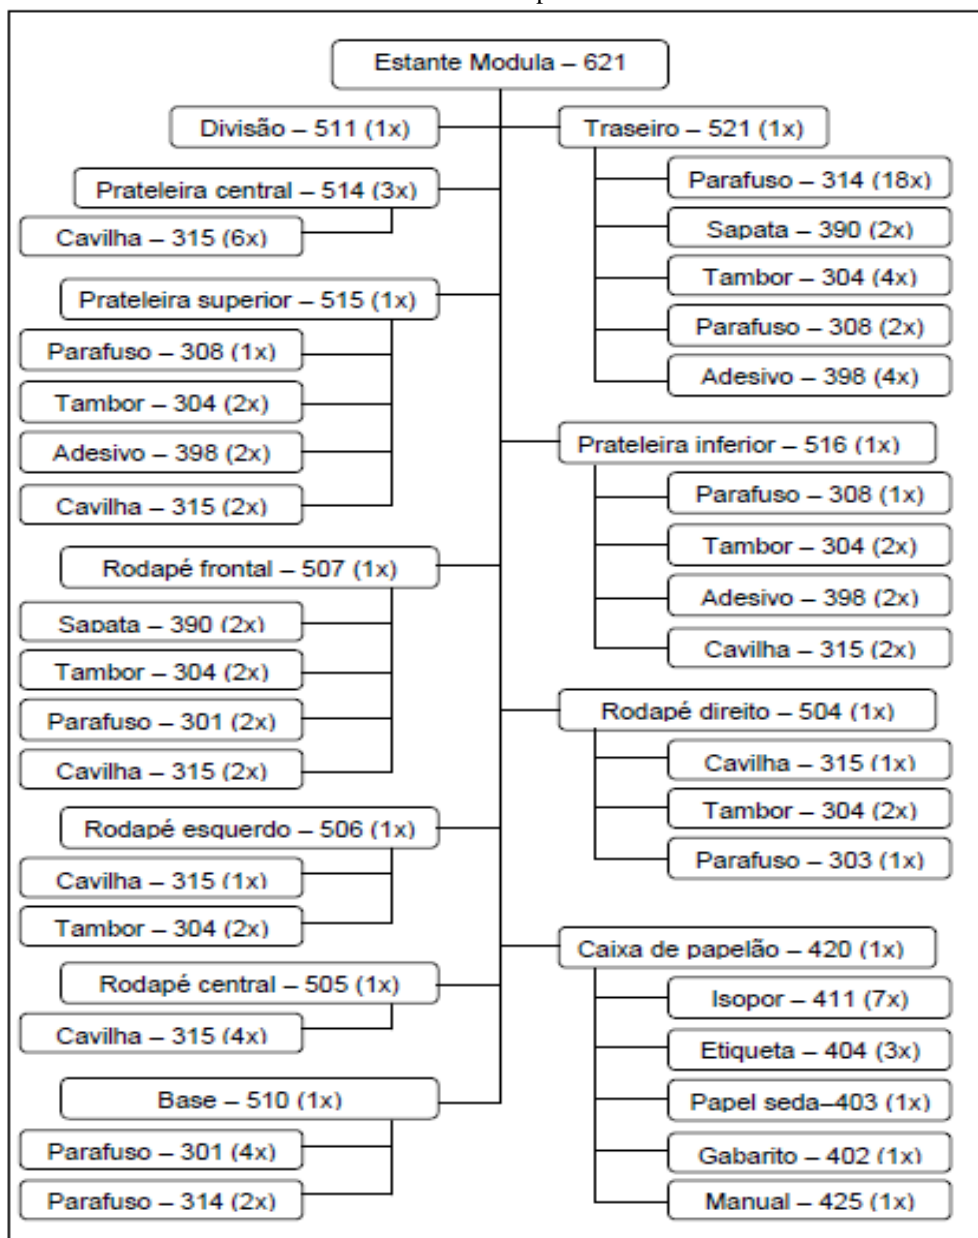 Estante Modula – 621
Divisão – 511 (1x)
Prateleira central – 514 (3x)
Cavilha – 315 (6x)
Prateleira superior – 515 (1x)
Parafuso – 308 (1x)
Tambor – 304 (2x)
Adesivo – 398 (2x)
Cavilha – 315 (2x)
Rodapé frontal – 507 (1x)
Sapata – 390 (2x)
Tambor – 304 (2x)
Parafuso – 301 (2x)
Cavilha – 315 (2x)
Rodapé esquerdo – 506 (1x)
Cavilha – 315 (1x)
Tambor – 304 (2x)
Rodapé central – 505 (1x)
Cavilha – 315 (4x)
Base – 510 (1x)
Parafuso – 301 (4x)
Parafuso – 314 (2x)
Traseiro – 521 (1x)
Parafuso – 314 (18x)
Sapata – 390 (2x)
Tambor – 304 (4x)
Parafuso – 308 (2x)
Adesivo – 398 (4x)
Prateleira inferior – 516 (1x)
Parafuso – 308 (1x)
Tambor – 304 (2x)
Adesivo – 398 (2x)
Cavilha – 315 (2x)
Rodapé direito – 504 (1x)
Cavilha – 315 (1x)
Tambor – 304 (2x)
Parafuso – 303 (1x)
Caixa de papelão – 420 (1x)
Isopor – 411 (7x)
Etiqueta – 404 (3x)
Papel seda–403 (1x)
Gabarito – 402 (1x)
Manual – 425 (1x)